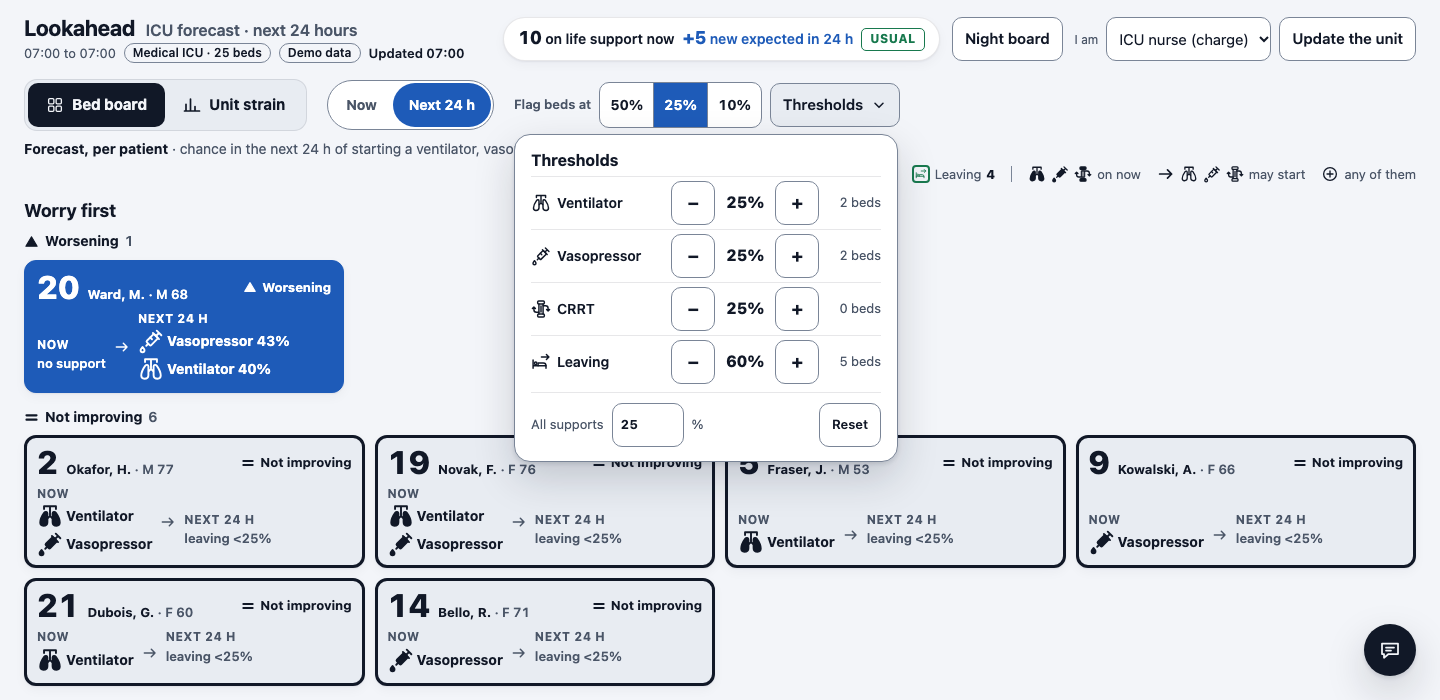 Lookahead ICU forecast · next 24 hours
07:00 to 07:00 Medical ICU · 25 beds Demo data Updated 07:00
10 on life support now +5 new expected in 24 h USUAL
Night board
I am ICU nurse (charge)
Update the unit
Bed board Unit strain
Now Next 24 h
Flag beds at 50% 25% 10%
Thresholds
Forecast, per patient · chance in the next 24 h of starting a ventilator, vaso
Leaving 4 on now → may start any of them
Thresholds
Ventilator − 25% + 2 beds
Vasopressor − 25% + 2 beds
CRRT − 25% + 0 beds
Leaving − 60% + 5 beds
All supports 25 % Reset
Worry first
Worsening 1
20 Ward, M. · M 68 Worsening
NOW
no support
→
NEXT 24 H
Vasopressor 43%
Ventilator 40%
= Not improving 6
2 Okafor, H. · M 77 = Not improving
NOW
Ventilator
Vasopressor
→
NEXT 24 H
leaving <25%
19 Novak, F. · F 76 = Not improving
NOW
Ventilator
Vasopressor
→
NEXT 24 H
leaving <25%
5 Fraser, J. · M 53 = Not improving
NOW
Ventilator
→
NEXT 24 H
leaving <25%
9 Kowalski, A. · F 66 = Not improving
NOW
Vasopressor
→
NEXT 24 H
leaving <25%
21 Dubois, G. · F 60 = Not improving
NOW
Ventilator
→
NEXT 24 H
leaving <25%
14 Bello, R. · F 71 = Not improving
NOW
Vasopressor
→
NEXT 24 H
leaving <25%